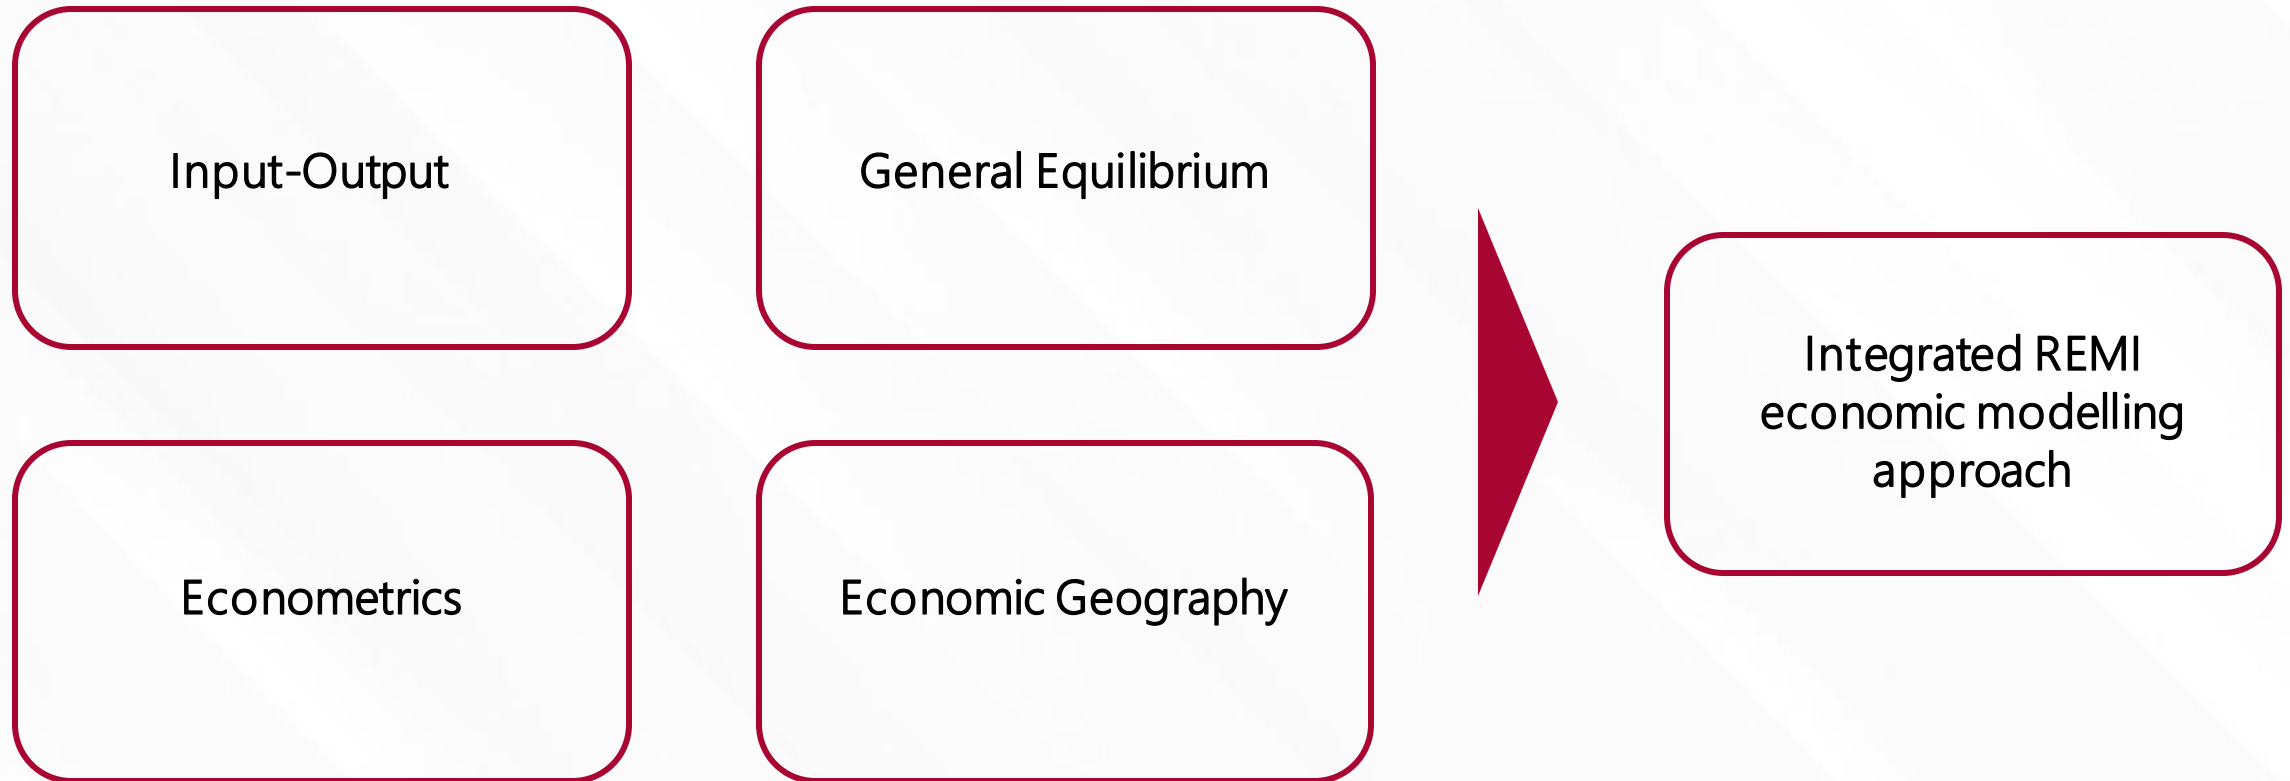 Input-Output
General Equilibrium
Econometrics
Economic Geography
Integrated REMI
economic modelling
approach